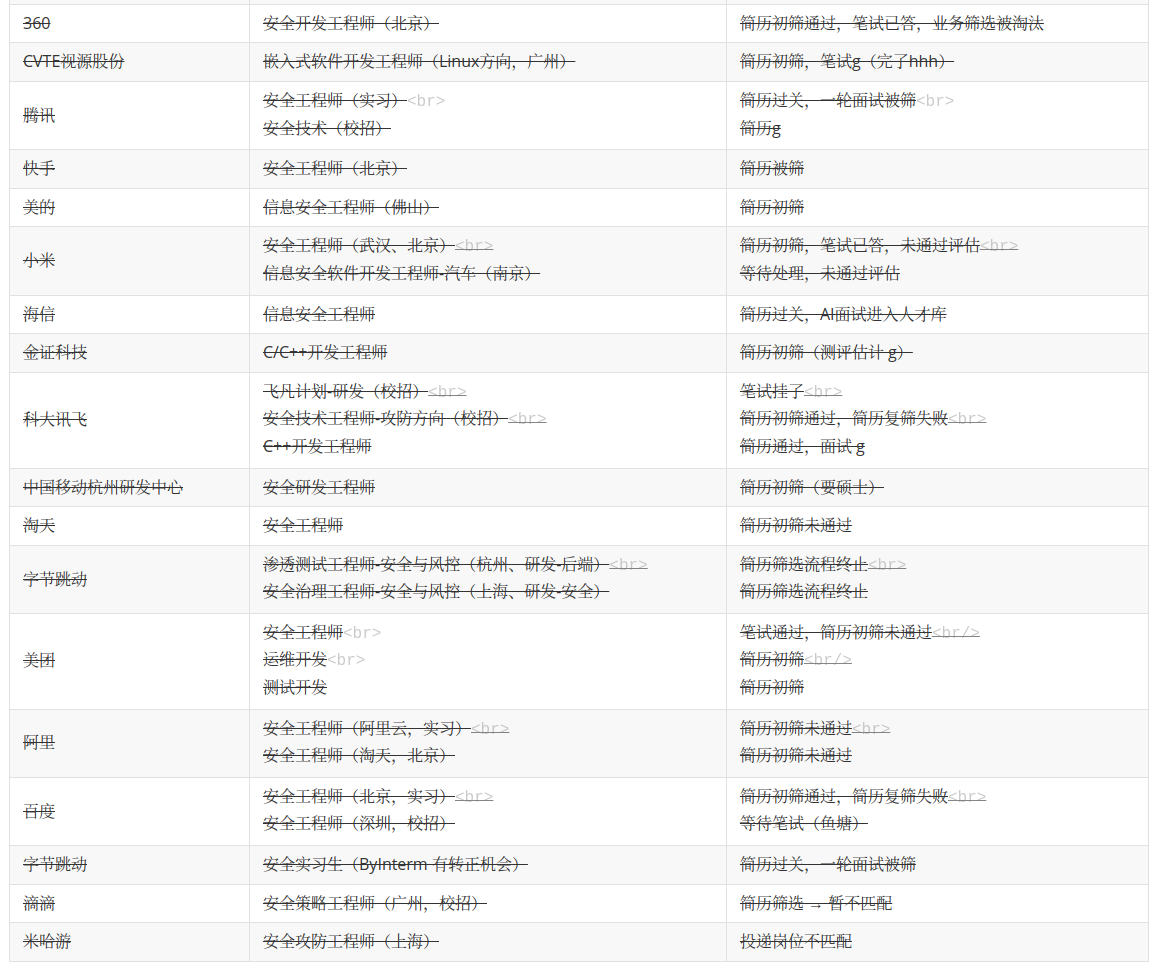 360 安全开发工程师（北京） 简历初筛通过，笔试已答，业务筛选被淘汰
CVTE视源股份 嵌入式软件开发工程师（Linux方向，广州） 简历初筛，笔试g（完了hhh）
腾讯 安全工程师（实习）<br> 简历过关，一轮面试被筛<br>
安全技术（校招） 简历g
快手 安全工程师（北京） 简历被筛
美的 信息安全工程师（佛山） 简历初筛
小米 安全工程师（武汉、北京）<br> 简历初筛，笔试已答，未通过评估<br>
信息安全软件开发工程师-汽车（南京） 等待处理，未通过评估
海信 信息安全工程师 简历过关，AI面试进入人才库
金证科技 C/C++开发工程师 简历初筛（测评估计 g）
飞凡计划-研发（校招）<br> 笔试挂了<br>
科大讯飞 安全技术工程师-攻防方向（校招）<br> 简历初筛通过，简历复筛失败<br>
C++开发工程师 简历通过，面试 g
中国移动杭州研发中心 安全研发工程师 简历初筛（要硕士）
淘天 安全工程师 简历初筛未通过
字节跳动 渗透测试工程师-安全与风控（杭州、研发-后端）<br> 简历筛选流程终止<br>
安全治理工程师-安全与风控（上海、研发-安全） 简历筛选流程终止
安全工程师<br> 笔试通过，简历初筛未通过<br/>
美团 运维开发<br> 简历初筛<br/>
测试开发 简历初筛
阿里 安全工程师（阿里云，实习）<br> 简历初筛未通过<br>
安全工程师（淘天，北京） 简历初筛未通过
百度 安全工程师（北京，实习）<br> 简历初筛通过，简历复筛失败<br>
安全工程师（深圳，校招） 等待笔试（鱼塘）
字节跳动 安全实习生（ByInterm 有转正机会） 简历过关，一轮面试被筛
滴滴 安全策略工程师（广州，校招） 简历筛选 → 暂不匹配
米哈游 安全攻防工程师（上海） 投递岗位不匹配